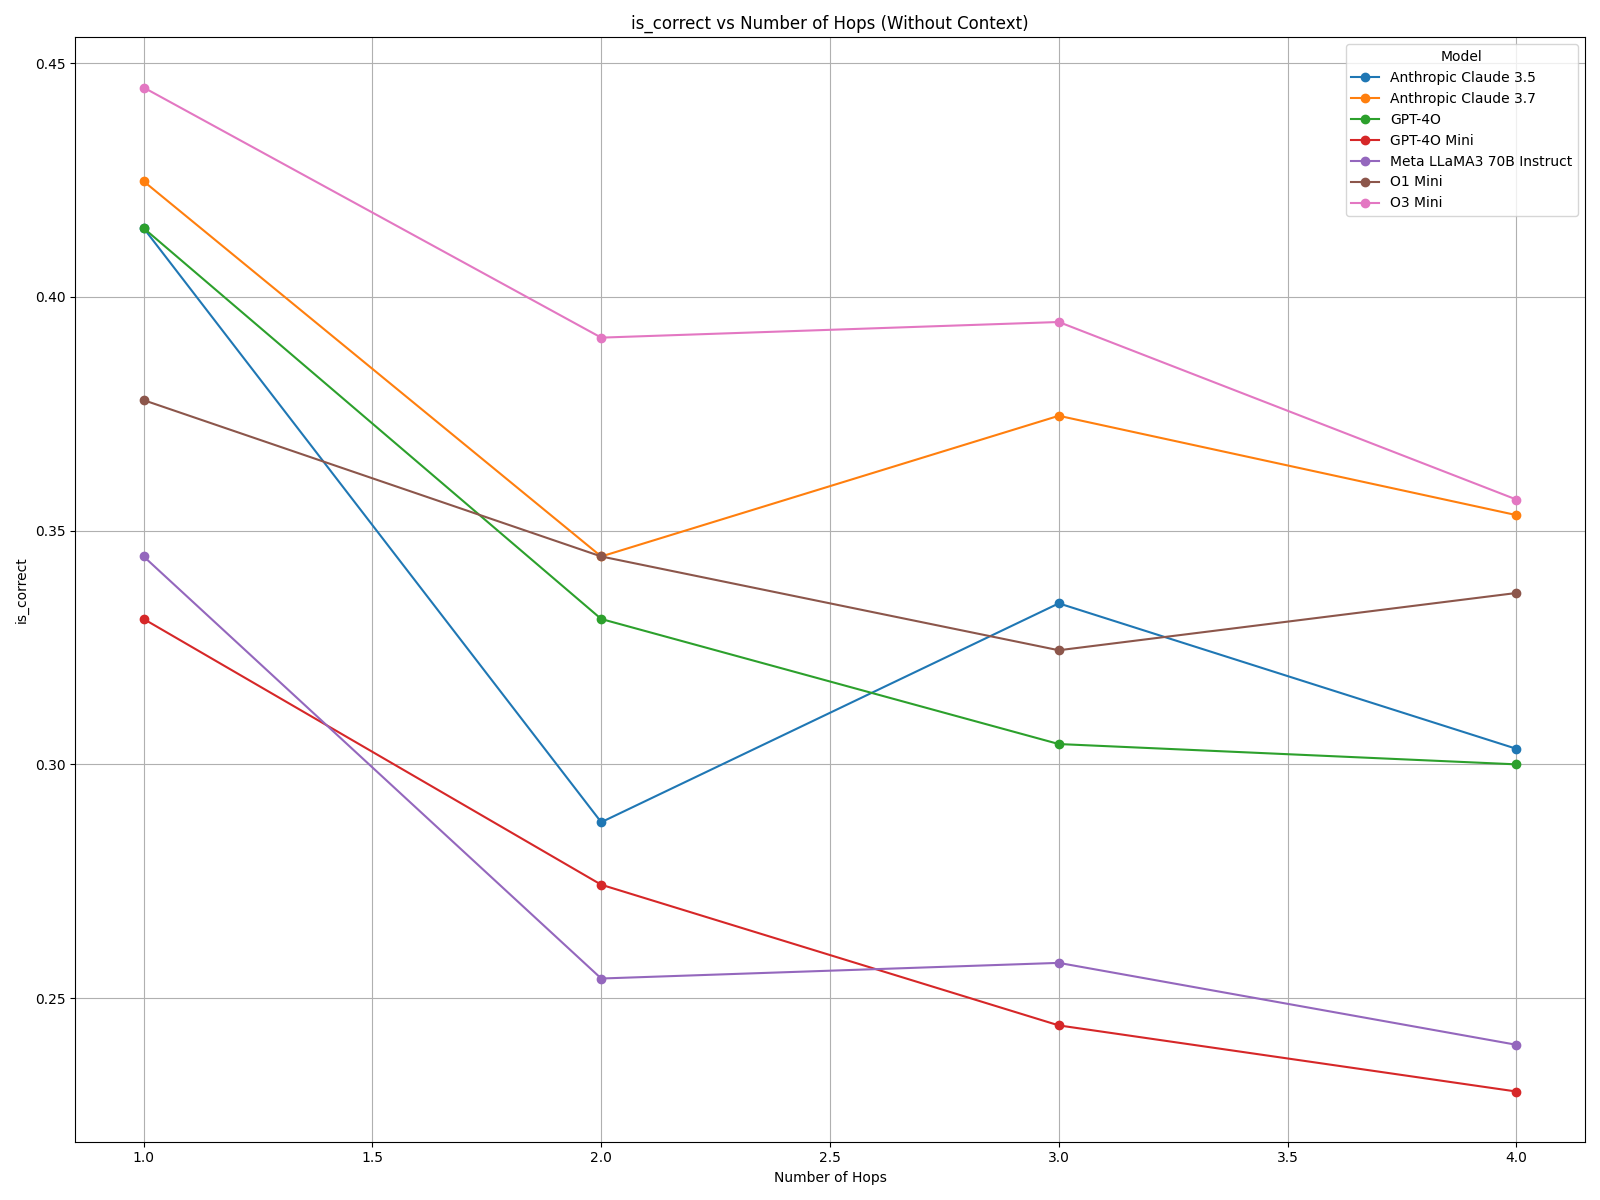 is_correct vs Number of Hops (Without Context)
Model
Anthropic Claude 3.5
Anthropic Claude 3.7
GPT-4O
GPT-4O Mini
Meta LLaMA3 70B Instruct
O1 Mini
O3 Mini
is_correct
0.45
0.40
0.35
0.30
0.25
1.0 1.5 2.0 2.5 3.0 3.5 4.0
Number of Hops